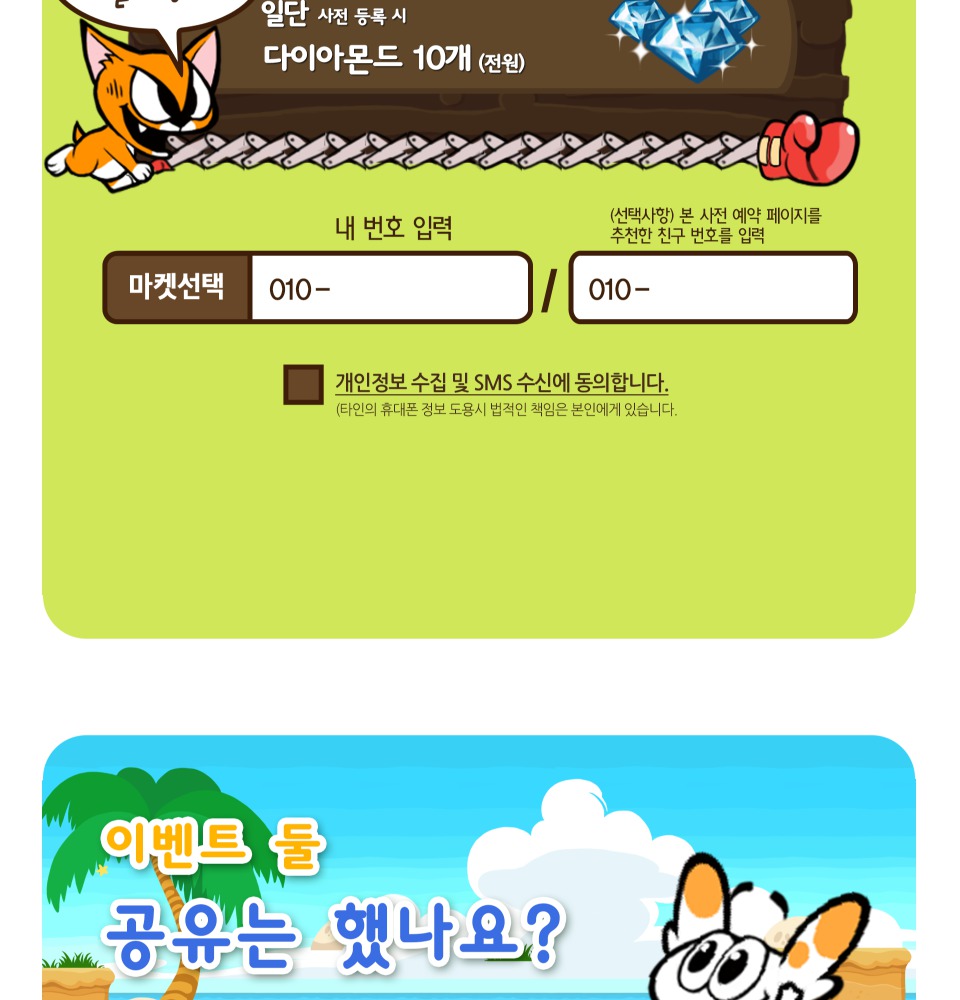 일단 사전 등록 시
다이아몬드 10개 (전원)
내 번호 입력
(선택사항) 본 사전 예약 페이지를
추천한 친구 번호를 입력
마켓선택 010- / 010-
개인정보 수집 및 SMS 수신에 동의합니다.
(타인의 휴대폰 정보 도용시 법적인 책임은 본인에게 있습니다.
이벤트 둘
공유는 했나요?